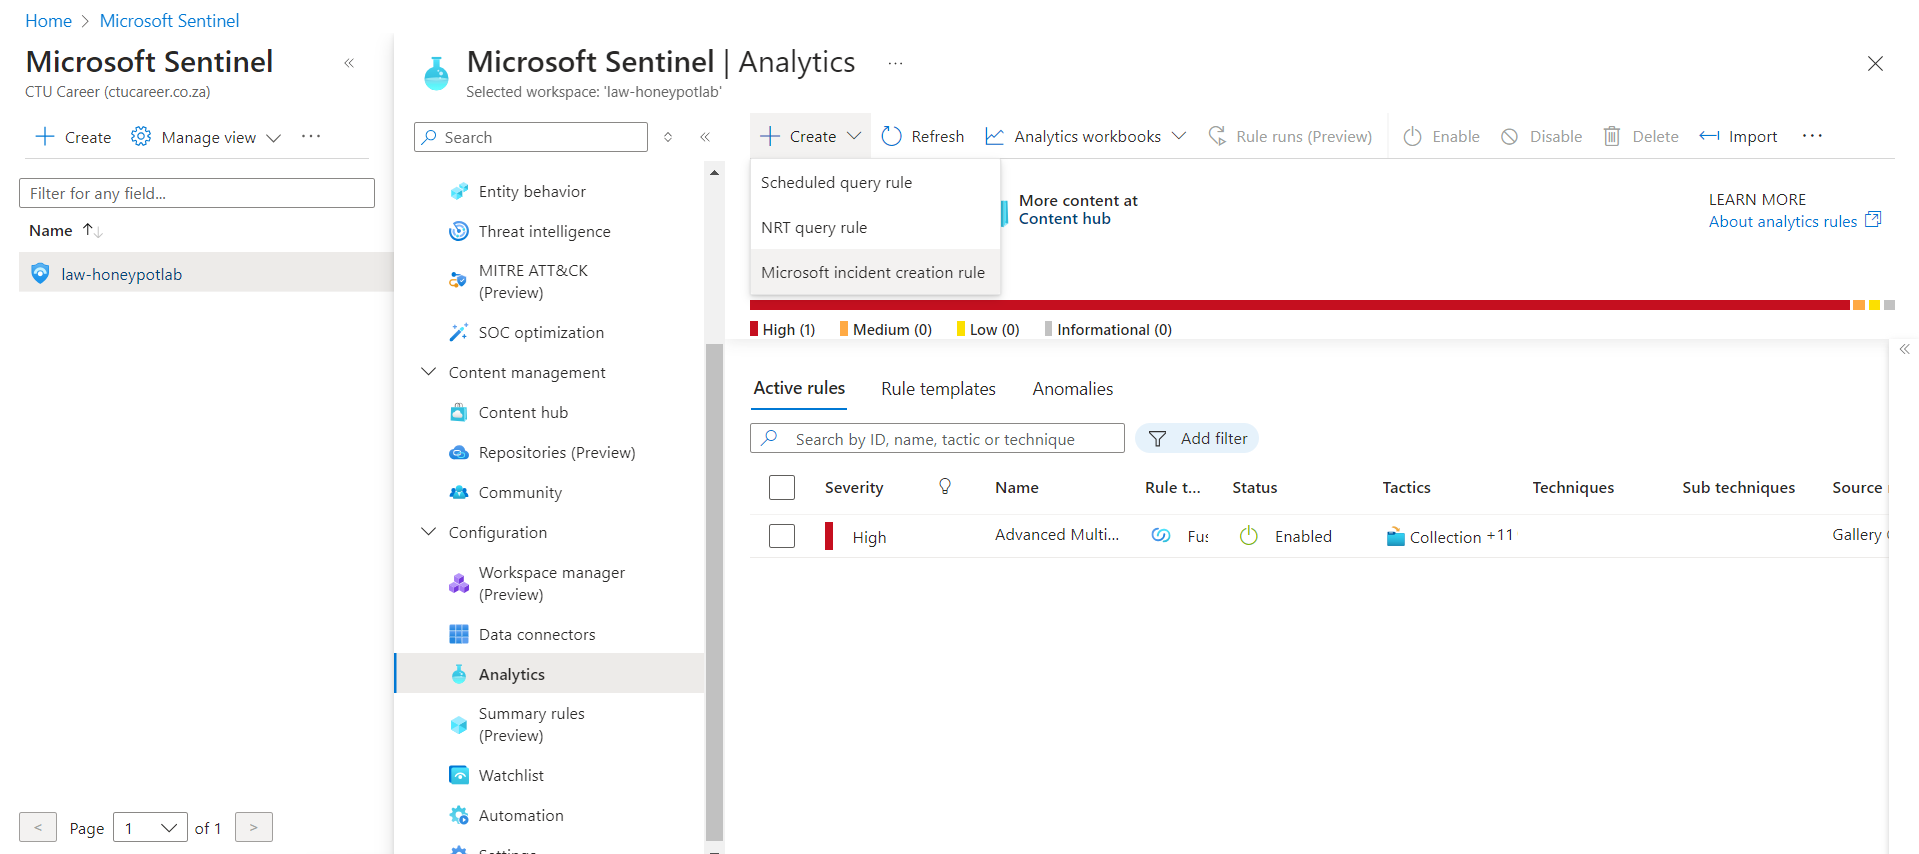 Home > Microsoft Sentinel
Microsoft Sentinel
CTU Career (ctucareer.co.za)
Create
Manage view
Filter for any field...
Name
law-honeypotlab
< Page 1 of 1 >
Microsoft Sentinel | Analytics
Selected workspace: 'law-honeypotlab'
Search
Entity behavior
Threat intelligence
MITRE ATT&CK
(Preview)
SOC optimization
Content management
Content hub
Repositories (Preview)
Community
Configuration
Workspace manager
(Preview)
Data connectors
Analytics
Summary rules
(Preview)
Watchlist
Automation
Create
Refresh
Analytics workbooks
Rule runs (Preview)
Enable
Disable
Delete
Import
Scheduled query rule
NRT query rule
Microsoft incident creation rule
More content at
Content hub
LEARN MORE
About analytics rules
High (1)
Medium (0)
Low (0)
Informational (0)
Active rules
Rule templates
Anomalies
Search by ID, name, tactic or technique
Add filter
Severity Name Rule t... Status Tactics Techniques Sub techniques Source
High Advanced Multi... Fus Enabled Collection +11 Gallery